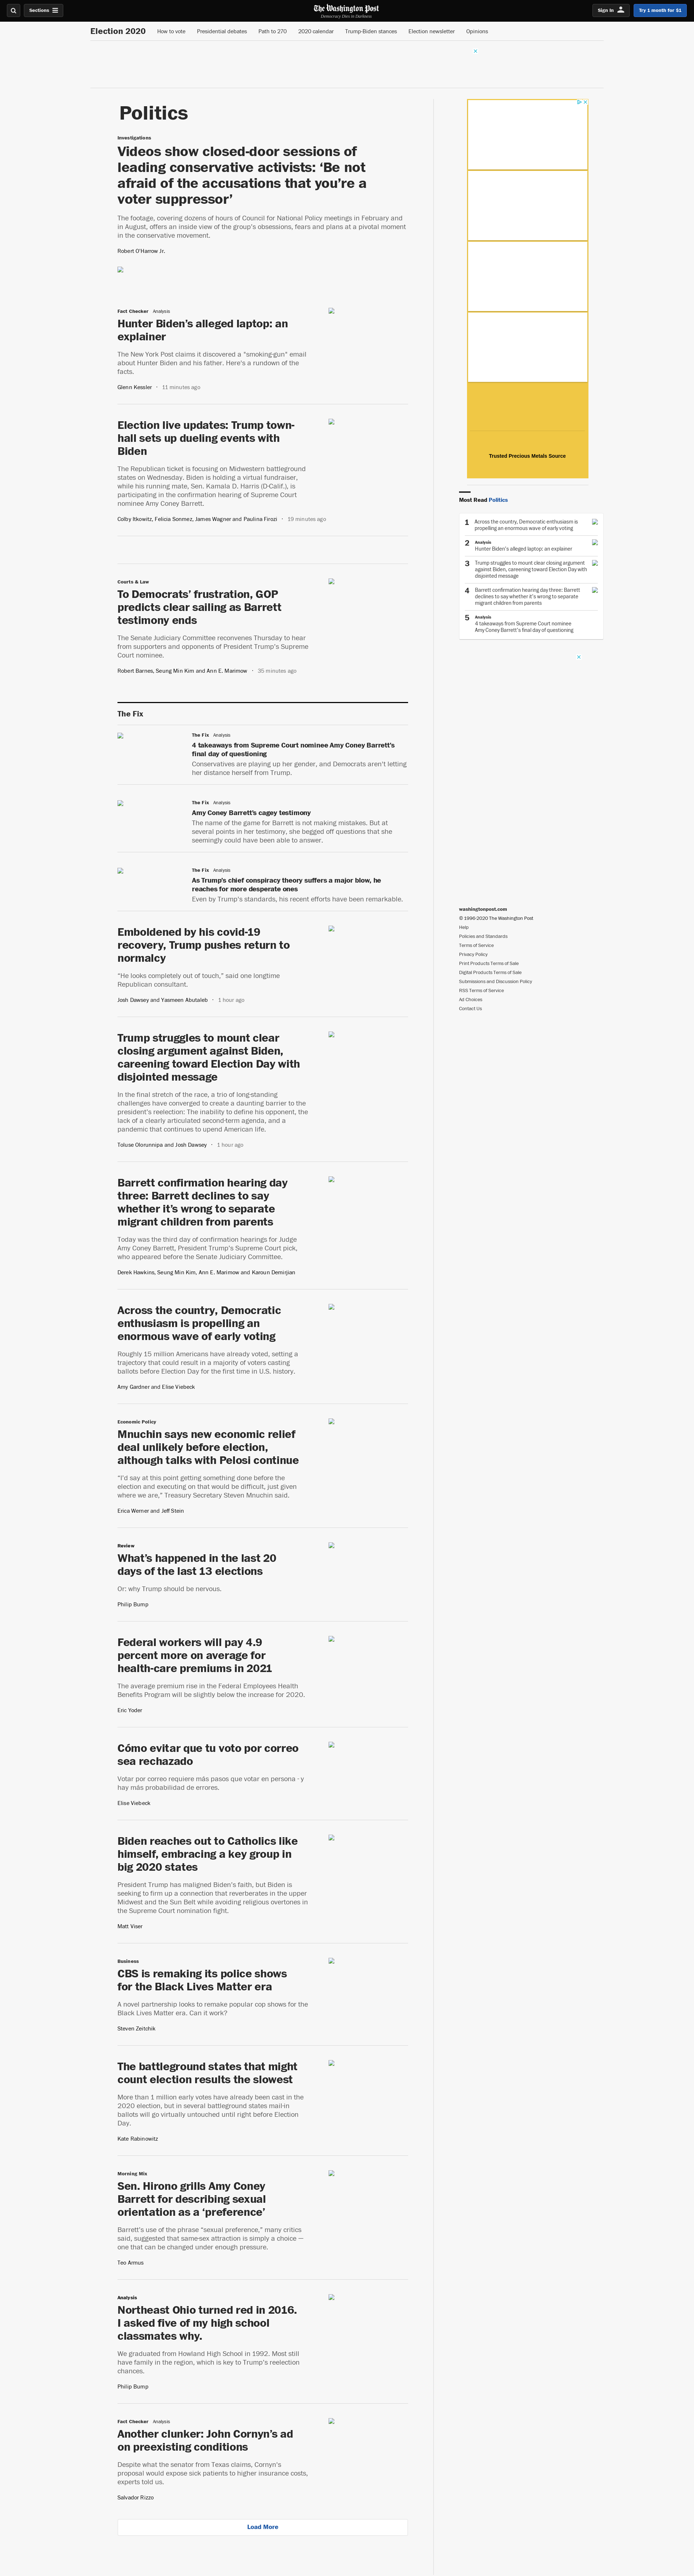 Sections
The Washington Post
Democracy Dies in Darkness
Sign In
Try 1 month for $1
Election 2020
How to vote
Presidential debates
Path to 270
2020 calendar
Trump-Biden stances
Election newsletter
Opinions
Politics
Investigations
Videos show closed-door sessions of
leading conservative activists: ‘Be not
afraid of the accusations that you’re a
voter suppressor’
The footage, covering dozens of hours of Council for National Policy meetings in February and
in August, offers an inside view of the group’s obsessions, fears and plans at a pivotal moment
in the conservative movement.
Robert O'Harrow Jr.
Fact Checker Analysis
Hunter Biden’s alleged laptop: an
explainer
The New York Post claims it discovered a "smoking-gun" email
about Hunter Biden and his father. Here's a rundown of the
facts.
Glenn Kessler • 11 minutes ago
Election live updates: Trump town-
hall sets up dueling events with
Biden
The Republican ticket is focusing on Midwestern battleground
states on Wednesday. Biden is holding a virtual fundraiser,
while his running mate, Sen. Kamala D. Harris (D-Calif.), is
participating in the confirmation hearing of Supreme Court
nominee Amy Coney Barrett.
Colby Itkowitz, Felicia Sonmez, James Wagner and Paulina Firozi • 19 minutes ago
Courts & Law
To Democrats’ frustration, GOP
predicts clear sailing as Barrett
testimony ends
The Senate Judiciary Committee reconvenes Thursday to hear
from supporters and opponents of President Trump’s Supreme
Court nominee.
Robert Barnes, Seung Min Kim and Ann E. Marimow • 35 minutes ago
The Fix
The Fix Analysis
4 takeaways from Supreme Court nominee Amy Coney Barrett’s
final day of questioning
Conservatives are playing up her gender, and Democrats aren’t letting
her distance herself from Trump.
The Fix Analysis
Amy Coney Barrett’s cagey testimony
The name of the game for Barrett is not making mistakes. But at
several points in her testimony, she begged off questions that she
seemingly could have been able to answer.
The Fix Analysis
As Trump’s chief conspiracy theory suffers a major blow, he
reaches for more desperate ones
Even by Trump’s standards, his recent efforts have been remarkable.
Emboldened by his covid-19
recovery, Trump pushes return to
normalcy
“He looks completely out of touch,” said one longtime
Republican consultant.
Josh Dawsey and Yasmeen Abutaleb • 1 hour ago
Trump struggles to mount clear
closing argument against Biden,
careening toward Election Day with
disjointed message
In the final stretch of the race, a trio of long-standing
challenges have converged to create a daunting barrier to the
president’s reelection: The inability to define his opponent, the
lack of a clearly articulated second-term agenda, and a
pandemic that continues to upend American life.
Toluse Olorunnipa and Josh Dawsey • 1 hour ago
Barrett confirmation hearing day
three: Barrett declines to say
whether it’s wrong to separate
migrant children from parents
Today was the third day of confirmation hearings for Judge
Amy Coney Barrett, President Trump’s Supreme Court pick,
who appeared before the Senate Judiciary Committee.
Derek Hawkins, Seung Min Kim, Ann E. Marimow and Karoun Demirjian
Across the country, Democratic
enthusiasm is propelling an
enormous wave of early voting
Roughly 15 million Americans have already voted, setting a
trajectory that could result in a majority of voters casting
ballots before Election Day for the first time in U.S. history.
Amy Gardner and Elise Viebeck
Economic Policy
Mnuchin says new economic relief
deal unlikely before election,
although talks with Pelosi continue
“I’d say at this point getting something done before the
election and executing on that would be difficult, just given
where we are,” Treasury Secretary Steven Mnuchin said.
Erica Werner and Jeff Stein
Review
What’s happened in the last 20
days of the last 13 elections
Or: why Trump should be nervous.
Philip Bump
Federal workers will pay 4.9
percent more on average for
health-care premiums in 2021
The average premium rise in the Federal Employees Health
Benefits Program will be slightly below the increase for 2020.
Eric Yoder
Cómo evitar que tu voto por correo
sea rechazado
Votar por correo requiere más pasos que votar en persona - y
hay más probabilidad de errores.
Elise Viebeck
Biden reaches out to Catholics like
himself, embracing a key group in
big 2020 states
President Trump has maligned Biden’s faith, but Biden is
seeking to firm up a connection that reverberates in the upper
Midwest and the Sun Belt while avoiding religious overtones in
the Supreme Court nomination fight.
Matt Viser
Business
CBS is remaking its police shows
for the Black Lives Matter era
A novel partnership looks to remake popular cop shows for the
Black Lives Matter era. Can it work?
Steven Zeitchik
The battleground states that might
count election results the slowest
More than 1 million early votes have already been cast in the
2020 election, but in several battleground states mail-in
ballots will go virtually untouched until right before Election
Day.
Kate Rabinowitz
Morning Mix
Sen. Hirono grills Amy Coney
Barrett for describing sexual
orientation as a ‘preference’
Barrett’s use of the phrase “sexual preference,” many critics
said, suggested that same-sex attraction is simply a choice —
one that can be changed under enough pressure.
Teo Armus
Analysis
Northeast Ohio turned red in 2016.
I asked five of my high school
classmates why.
We graduated from Howland High School in 1992. Most still
have family in the region, which is key to Trump’s reelection
chances.
Philip Bump
Fact Checker Analysis
Another clunker: John Cornyn’s ad
on preexisting conditions
Despite what the senator from Texas claims, Cornyn's
proposal would expose sick patients to higher insurance costs,
experts told us.
Salvador Rizzo
Load More
Trusted Precious Metals Source
Most Read Politics
1 Across the country, Democratic enthusiasm is
propelling an enormous wave of early voting
2 Analysis
Hunter Biden’s alleged laptop: an explainer
3 Trump struggles to mount clear closing argument
against Biden, careening toward Election Day with
disjointed message
4 Barrett confirmation hearing day three: Barrett
declines to say whether it’s wrong to separate
migrant children from parents
5 Analysis
4 takeaways from Supreme Court nominee
Amy Coney Barrett’s final day of questioning
washingtonpost.com
© 1996-2020 The Washington Post
Help
Policies and Standards
Terms of Service
Privacy Policy
Print Products Terms of Sale
Digital Products Terms of Sale
Submissions and Discussion Policy
RSS Terms of Service
Ad Choices
Contact Us